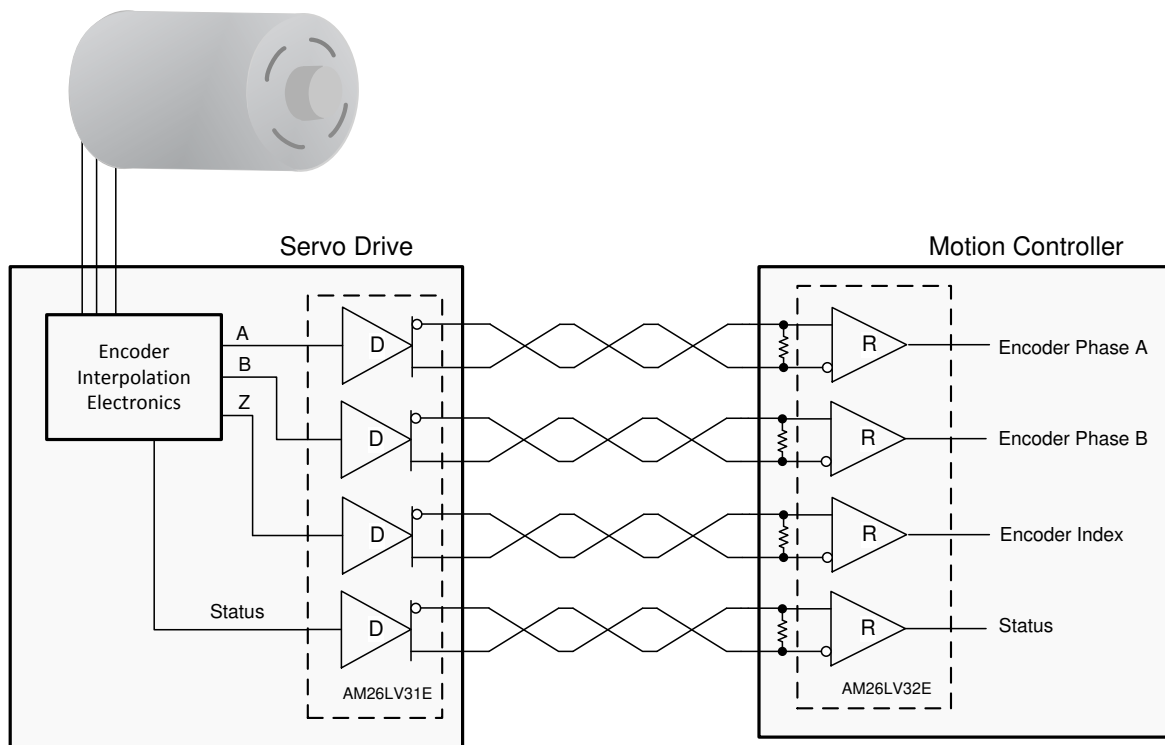 Servo Drive
Motion Controller
Encoder
Interpolation
Electronics
A
B
Z
Status
D
D
D
D
AM26LV31E
R
R
R
R
AM26LV32E
Encoder Phase A
Encoder Phase B
Encoder Index
Status